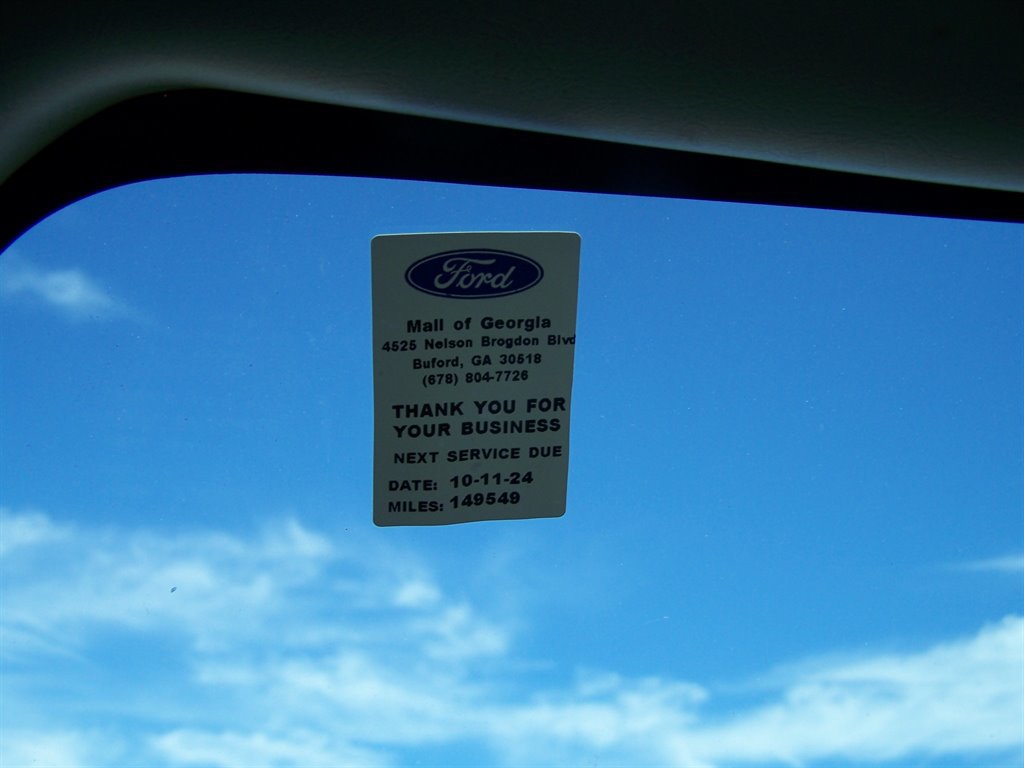 Ford
Mall of Georgia
4525 Nelson Brogdon Blvd
Buford, GA 30518
(678) 804-7726
THANK YOU FOR
YOUR BUSINESS
NEXT SERVICE DUE
DATE: 10-11-24
MILES: 149549